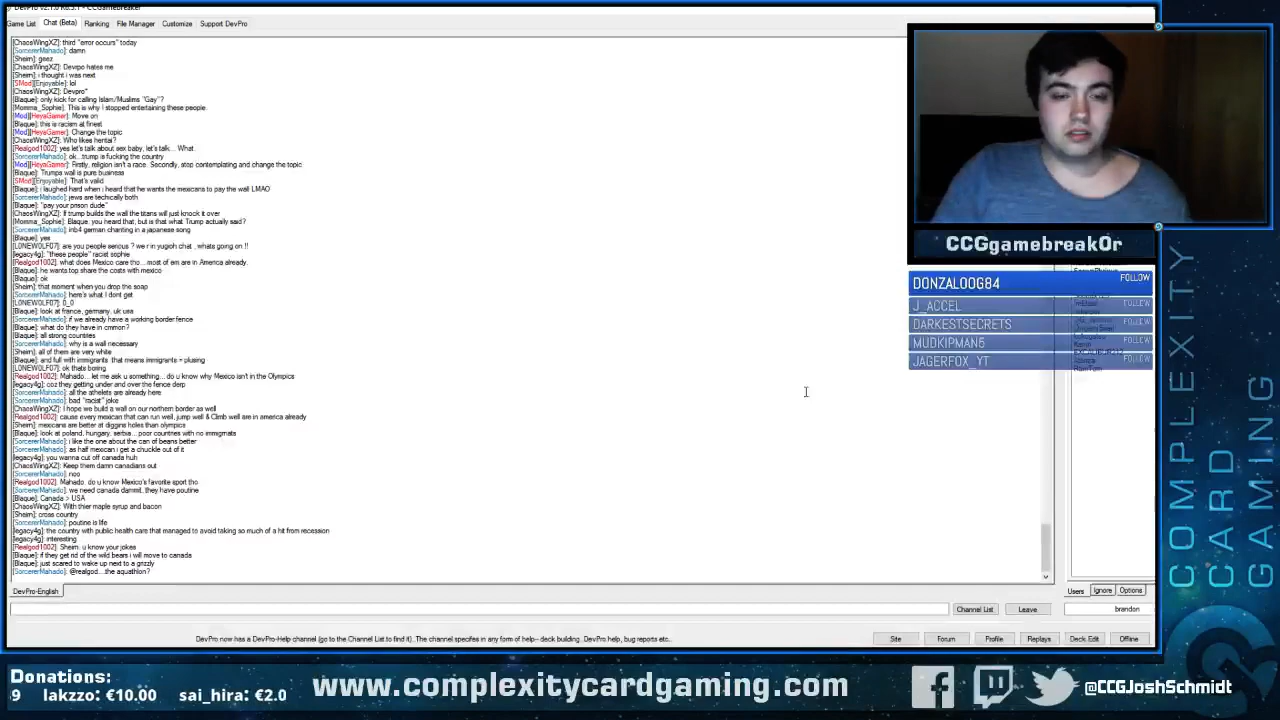 Game List Chat (Beta) Ranking File Manager Customize Support DevPro
[ChaosWingXZ]: third "error occurs" today
[SorcererMahado]: damn
[Sheim]: geez
[ChaosWingXZ]: Devrpo hates me
[Sheim]: i thought i was next
[SMod][Enjoyable]: lol
[ChaosWingXZ]: Devpro*
[Blaque]: only kick for calling Islam/Muslims "Gay"?
[Momma_Sophie]: This is why I stopped entertaining these people.
[Mod][HeyaGamer]: Move on
[Blaque]: this is racism at finest
[Mod][HeyaGamer]: Change the topic
[ChaosWingXZ]: Who likes hentai?
[Realgod1002]: yes let's talk about sex baby, let's talk... What.
[SorcererMahado]: ok...trump is fucking the country
[Mod][HeyaGamer]: Firstly, religion isn't a race. Secondly, stop contemplating and change the topic.
[Blaque]: Trumps wall is pure business
[SMod][Enjoyable]: That's valid
[Blaque]: i laughed hard when i heard that he wants the mexicans to pay the wall LMAO
[SorcererMahado]: jews are techically both
[Blaque]: "pay your prison dude"
[ChaosWingXZ]: If trump builds the wall the titans will just knock it over
[Momma_Sophie]: Blaque, you heard that, but is that what Trump actually said?
[SorcererMahado]: inb4 german chanting in a japanese song
[Blaque]: yes
[L0NEW0LF07]: are you people serious ? we r in yugioh chat , whats going on !!
[legacy4g]: "these people" racist sophie
[Realgod1002]: what does Mexico care tho... most of em are in America already.
[Blaque]: he wants top share the costs with mexico
[Blaque]: ok
[Sheim]: that moment when you drop the soap
[SorcererMahado]: here's what I dont get
[L0NEW0LF07]: 0_0
[Blaque]: look at france, germany, uk usa
[SorcererMahado]: if we already have a working border fence
[Blaque]: what do they have in cmmon?
[Blaque]: all strong countries
[SorcererMahado]: why is a wall necessary
[Sheim]: all of them are very white
[Blaque]: and full with immigrants that means immigrants = plusing
[L0NEW0LF07]: ok thats boring
[Realgod1002]: Mahado... let me ask u something... do u know why Mexico isn't in the Olympics
[legacy4g]: coz they getting under and over the fence derp
[SorcererMahado]: all the athelets are already here
[SorcererMahado]: bad "racist" joke
[ChaosWingXZ]: I hope we build a wall on our northern border as well
[Realgod1002]: cause every mexican that can run well, jump well & Climb well are in america already
[Sheim]: mexicans are better at diggins holes than olympics
[Blaque]: look at poland, hungary, serbia... poor countries with no immigrnats
[SorcererMahado]: i like the one about the can of beans better
[SorcererMahado]: as half mexican i get a chuckle out of it
[legacy4g]: you wanna cut off canada huh
[ChaosWingXZ]: Keep them damn canadians out
[SorcererMahado]: noo
[Realgod1002]: Mahado, do u know Mexico's favorite sport tho.
[SorcererMahado]: we need canada dammit, they have poutine
[Blaque]: Canada > USA
[ChaosWingXZ]: With thier maple syrup and bacon
[Sheim]: cross country
[SorcererMahado]: poutine is life
[legacy4g]: the country with public health care that managed to avoid taking so much of a hit from recession
[legacy4g]: interesting
[Realgod1002]: Sheim, u know your jokes
[Blaque]: if they get rid of the wild bears i will move to canada
[Blaque]: just scared to wake up next to a grizzly
[SorcererMahado]: @realgod...the aquathlon?
DevPro-English
Channel List Leave
Users Ignore Options
brandon
DevPro now has a DevPro-Help channel (go to the Channel List to find it). The channel specifies in any form of help-- deck building, DevPro help, bug reports etc..
Site Forum Profile Replays Deck Edit Offline
CCGgamebreak0r
DONZALOOG84 FOLLOW
J_ACCEL FOLLOW
DARKESTSECRETS FOLLOW
MUDKIPMAN5 FOLLOW
JAGERFOX_YT FOLLOW
COMPLEXITY
CARD
GAMING
Donations:
9 lakzzo: €10.00 sai_hira: €2.0
www.complexitycardgaming.com
@CCGJoshSchmidt